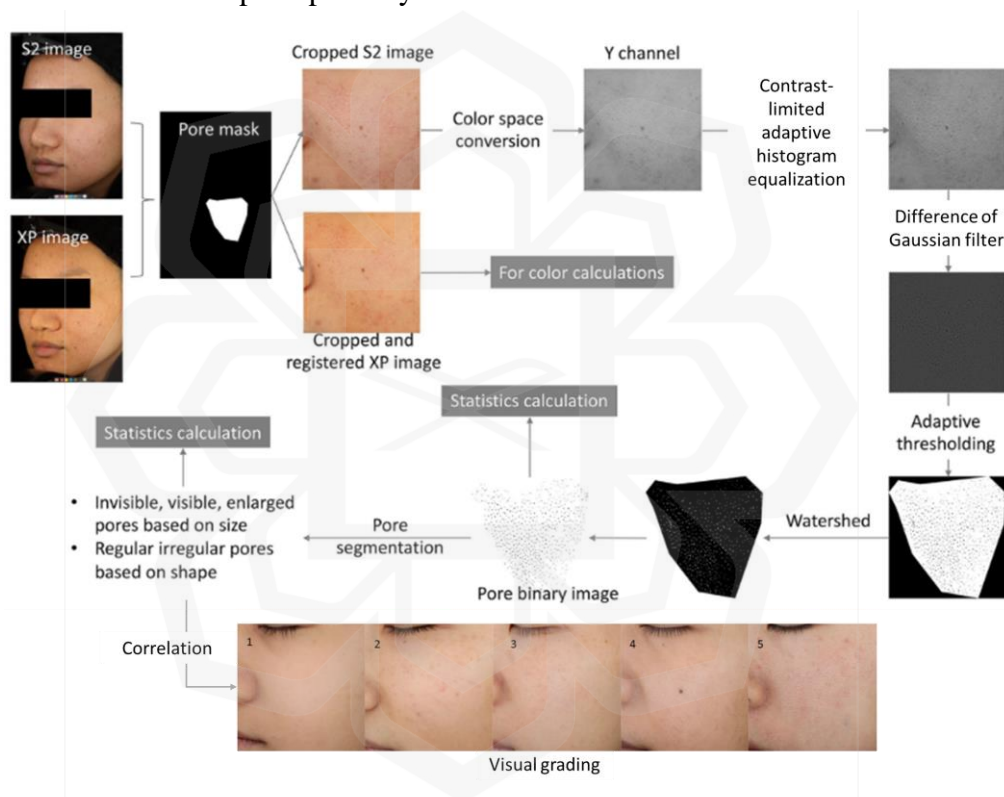 S2 image
Cropped S2 image
Y channel
Pore mask
Color space
conversion
Contrast-
limited
adaptive
histogram
equalization
XP image
For color calculations
Difference of
Gaussian filter
Cropped and
registered XP image
Statistics calculation
Statistics calculation
Adaptive
thresholding
• Invisible, visible, enlarged
pores based on size
• Regular irregular pores
based on shape
Pore
segmentation
Watershed
Pore binary image
Correlation
1 2 3 4 5
Visual grading